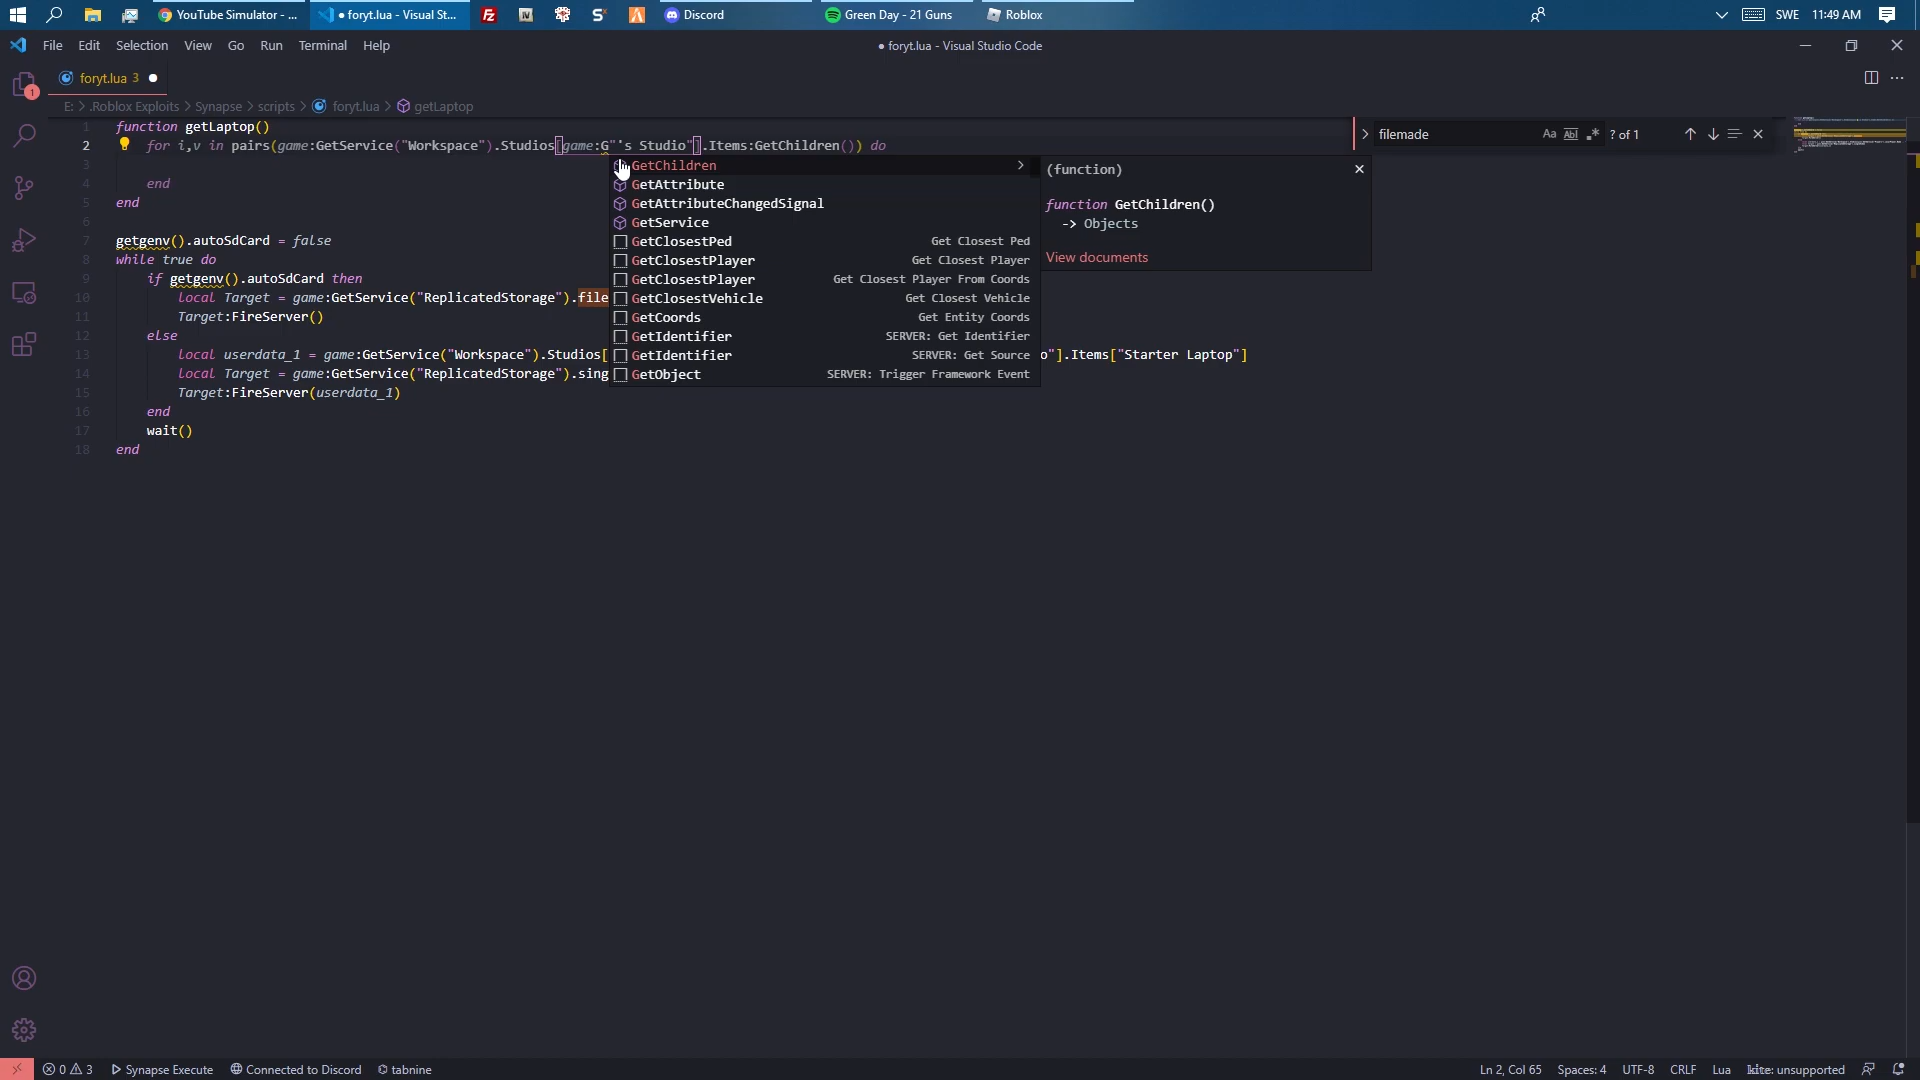 YouTube Simulator - ...
● foryt.lua - Visual St...
Discord
Green Day - 21 Guns
Roblox
SWE
11:49 AM
File Edit Selection View Go Run Terminal Help
● foryt.lua - Visual Studio Code
foryt.lua 3 ●
1
E: > .Roblox Exploits > Synapse > scripts > foryt.lua > getLaptop
1 function getLaptop()
2 for i,v in pairs(game:GetService("Workspace").Studios[game:G"'s Studio"].Items:GetChildren()) do
3
4 end
5 end
6
7 getgenv().autoSdCard = false
8 while true do
9 if getgenv().autoSdCard then
10 local Target = game:GetService("ReplicatedStorage").file
11 Target:FireServer()
12 else
13 local userdata_1 = game:GetService("Workspace").Studios[ o"].Items["Starter Laptop"]
14 local Target = game:GetService("ReplicatedStorage").sing
15 Target:FireServer(userdata_1)
16 end
17 wait()
18 end
GetChildren
GetAttribute
GetAttributeChangedSignal
GetService
GetClosestPed Get Closest Ped
GetClosestPlayer Get Closest Player
GetClosestPlayer Get Closest Player From Coords
GetClosestVehicle Get Closest Vehicle
GetCoords Get Entity Coords
GetIdentifier SERVER: Get Identifier
GetIdentifier SERVER: Get Source
GetObject SERVER: Trigger Framework Event
(function)
function GetChildren()
-> Objects
View documents
filemade
Aa Abl .* ? of 1
0 3 Synapse Execute Connected to Discord tabnine
Ln 2, Col 65 Spaces: 4 UTF-8 CRLF Lua kite: unsupported